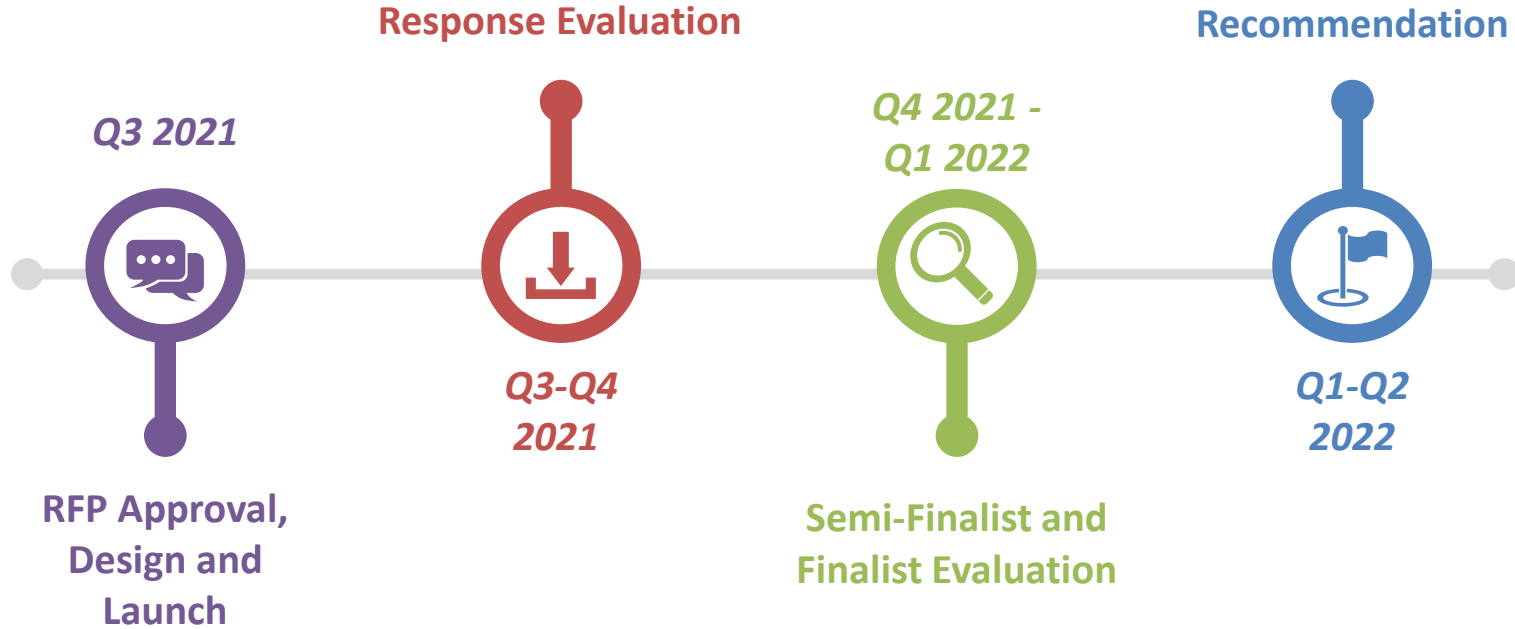 Q3 2021
RFP Approval,
Design and
Launch
Response Evaluation
Q3-Q4
2021
Q4 2021 -
Q1 2022
Semi-Finalist and
Finalist Evaluation
Recommendation
Q1-Q2
2022